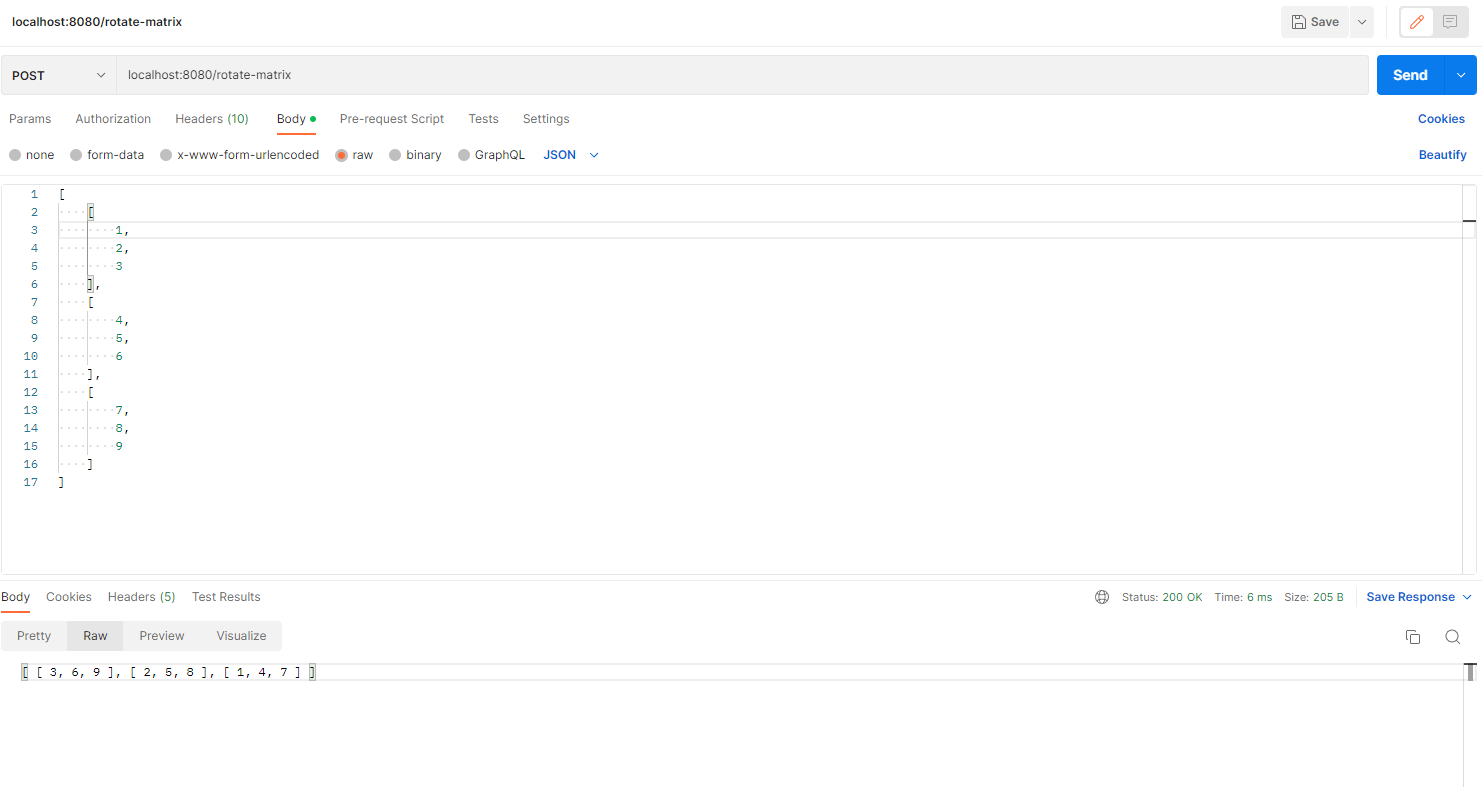 localhost:8080/rotate-matrix
Save
POST localhost:8080/rotate-matrix Send
Params Authorization Headers (10) Body Pre-request Script Tests Settings Cookies
none form-data x-www-form-urlencoded raw binary GraphQL JSON Beautify
1 [
2 [
3 1,
4 2,
5 3
6 ],
7 [
8 4,
9 5,
10 6
11 ],
12 [
13 7,
14 8,
15 9
16 ]
17 ]
Body Cookies Headers (5) Test Results Status: 200 OK Time: 6 ms Size: 205 B Save Response
Pretty Raw Preview Visualize
[ [ 3, 6, 9 ], [ 2, 5, 8 ], [ 1, 4, 7 ] ]